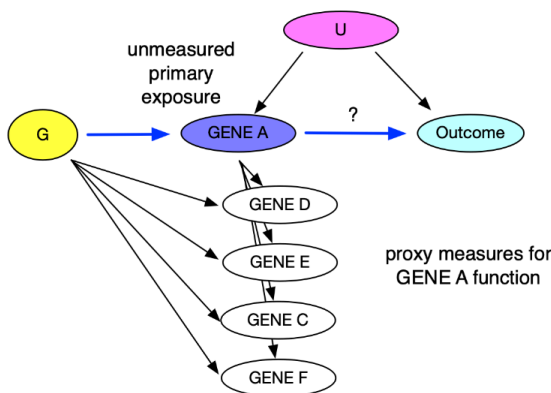 U
unmeasured
primary
exposure
?
G
GENE A
Outcome
GENE D
GENE E
proxy measures for
GENE A function
GENE C
GENE F